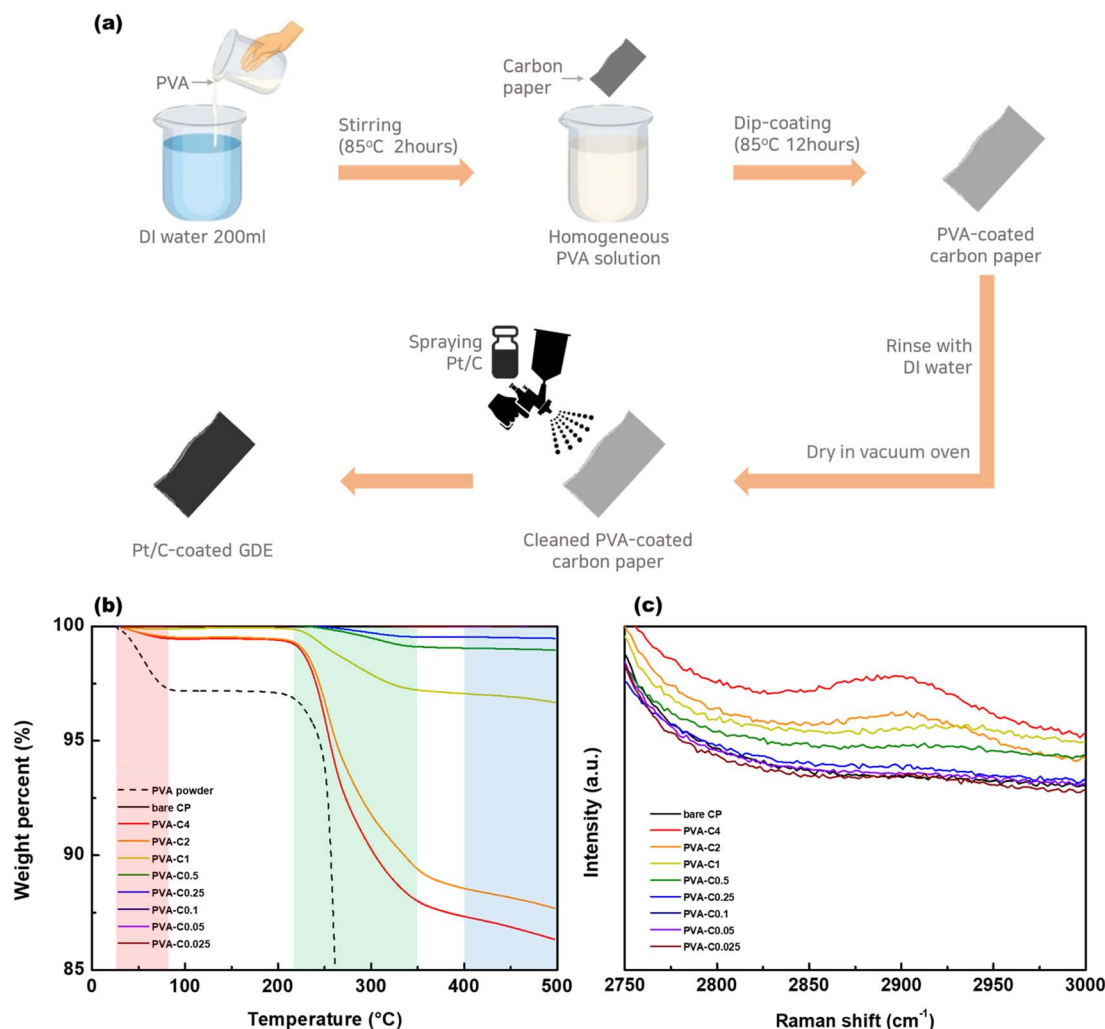 (a)
PVA
DI water 200ml
Stirring
(85°C 2hours)
Carbon
paper
Homogeneous
PVA solution
Dip-coating
(85°C 12hours)
PVA-coated
carbon paper
Rinse with
DI water
Dry in vacuum oven
Spraying
Pt/C
Cleaned PVA-coated
carbon paper
Pt/C-coated GDE
(b)
Weight percent (%)
100
95
90
85
PVA powder
bare CP
PVA-C4
PVA-C2
PVA-C1
PVA-C0.5
PVA-C0.25
PVA-C0.1
PVA-C0.05
PVA-C0.025
0 100 200 300 400 500
Temperature (°C)
(c)
Intensity (a.u.)
bare CP
PVA-C4
PVA-C2
PVA-C1
PVA-C0.5
PVA-C0.25
PVA-C0.1
PVA-C0.05
PVA-C0.025
2750 2800 2850 2900 2950 3000
Raman shift (cm⁻¹)